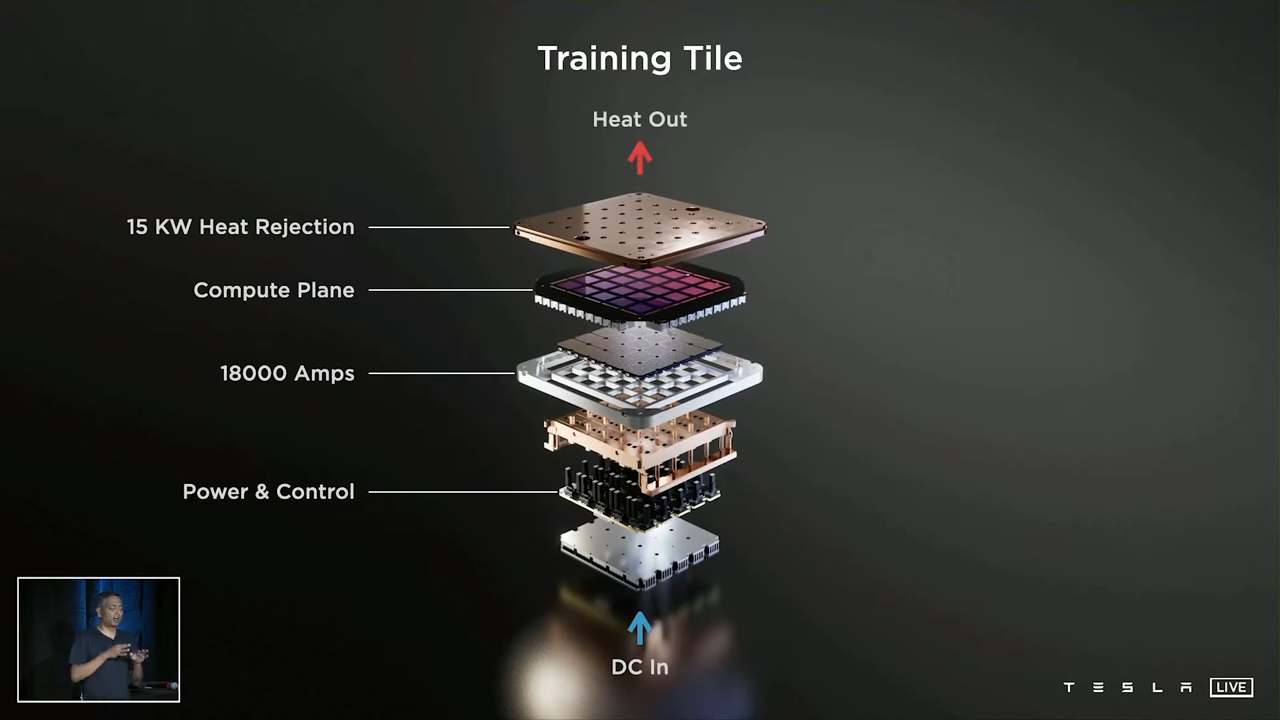 Training Tile
Heat Out
15 KW Heat Rejection
Compute Plane
18000 Amps
Power & Control
DC In
TESLA LIVE